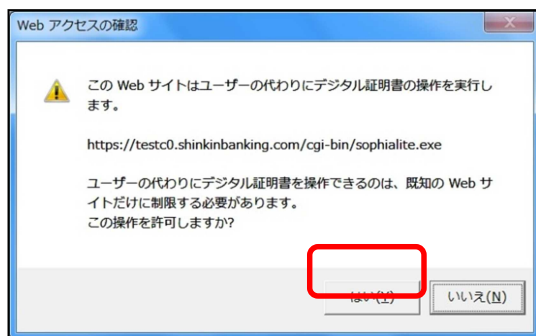 Web アクセスの確認
この Web サイトはユーザーの代わりにデジタル証明書の操作を実行し
ます。
https://testc0.shinkinbanking.com/cgi-bin/sophialite.exe
ユーザーの代わりにデジタル証明書を操作できるのは、既知の Web サ
イトだけに制限する必要があります。
この操作を許可しますか?
はい(Y) いいえ(N)